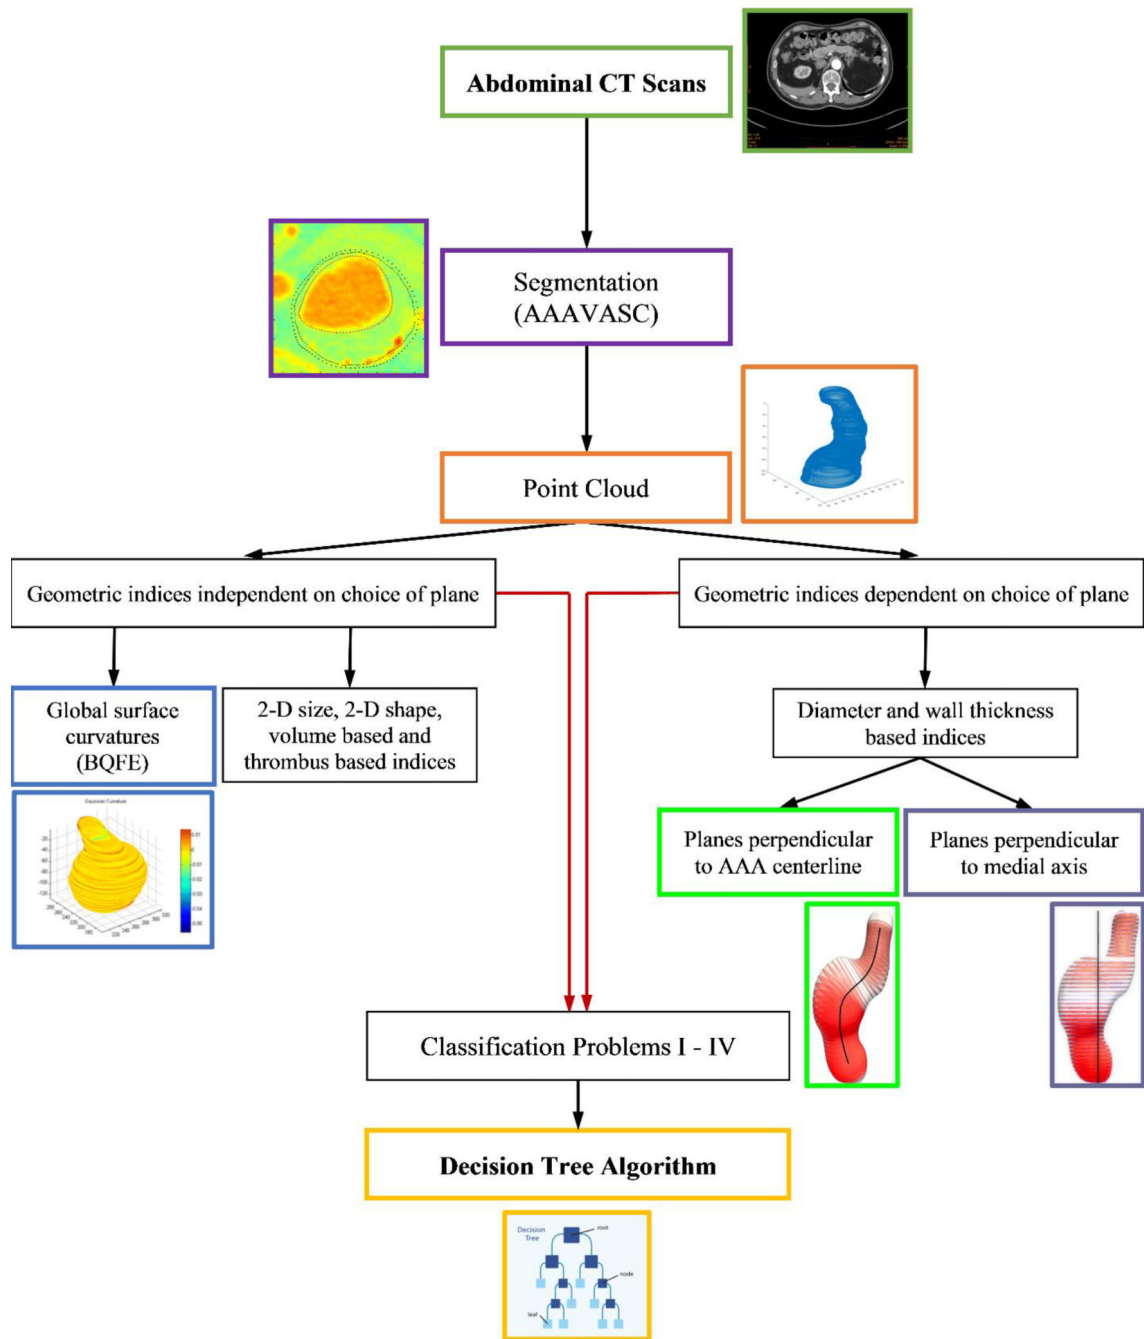 Abdominal CT Scans
Segmentation
(AAAVASC)
Point Cloud
Geometric indices independent on choice of plane
Geometric indices dependent on choice of plane
Global surface
curvatures
(BQFE)
2-D size, 2-D shape,
volume based and
thrombus based indices
Diameter and wall thickness
based indices
Gaussian Curvature
Planes perpendicular
to AAA centerline
Planes perpendicular
to medial axis
Classification Problems I - IV
Decision Tree Algorithm
Decision
Tree
root
node
leaf